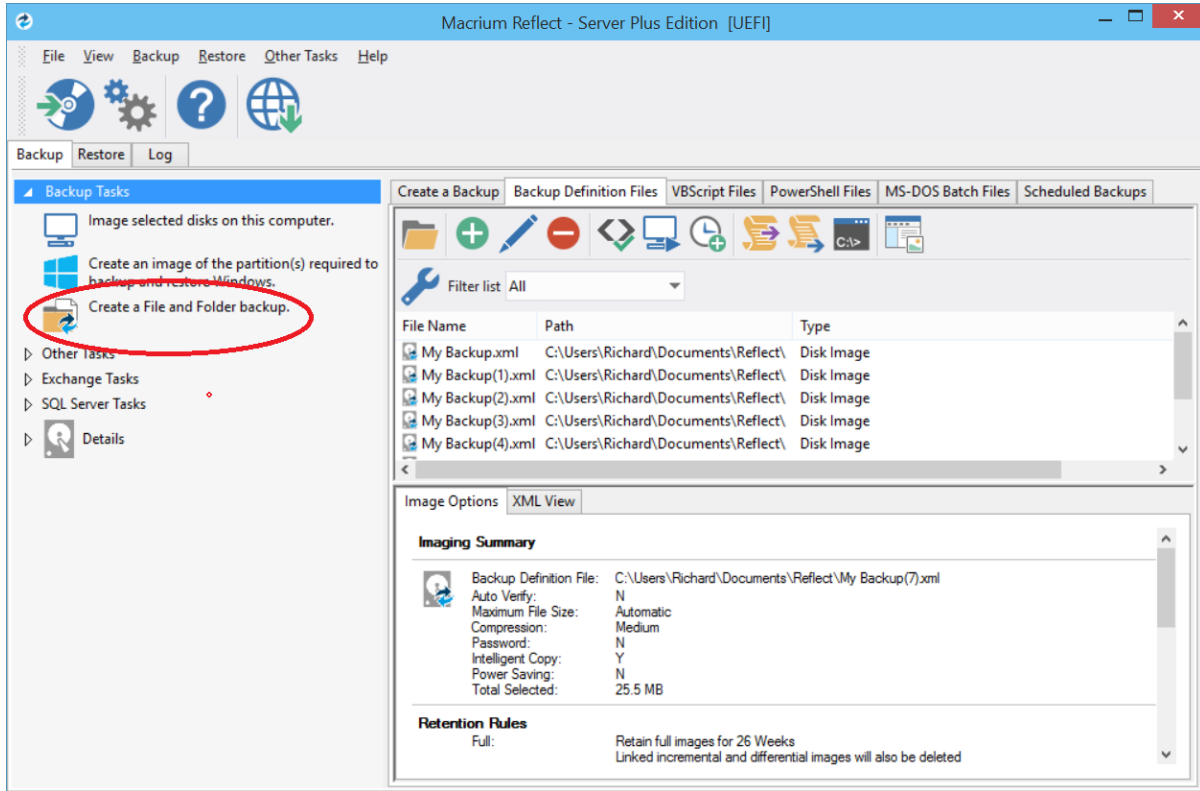 Macrium Reflect - Server Plus Edition [UEFI]
File View Backup Restore Other Tasks Help
Backup Restore Log
Backup Tasks
Image selected disks on this computer.
Create an image of the partition(s) required to
backup and restore Windows.
Create a File and Folder backup.
Other Tasks
Exchange Tasks
SQL Server Tasks
Details
Create a Backup Backup Definition Files VBScript Files PowerShell Files MS-DOS Batch Files Scheduled Backups
C:\>
Filter list All
File Name Path Type
My Backup.xml C:\Users\Richard\Documents\Reflect\ Disk Image
My Backup(1).xml C:\Users\Richard\Documents\Reflect\ Disk Image
My Backup(2).xml C:\Users\Richard\Documents\Reflect\ Disk Image
My Backup(3).xml C:\Users\Richard\Documents\Reflect\ Disk Image
My Backup(4).xml C:\Users\Richard\Documents\Reflect\ Disk Image
Image Options XML View
Imaging Summary
Backup Definition File: C:\Users\Richard\Documents\Reflect\My Backup(7).xml
Auto Verify: N
Maximum File Size: Automatic
Compression: Medium
Password: N
Intelligent Copy: Y
Power Saving: N
Total Selected: 25.5 MB
Retention Rules
Full: Retain full images for 26 Weeks
Linked incremental and differential images will also be deleted